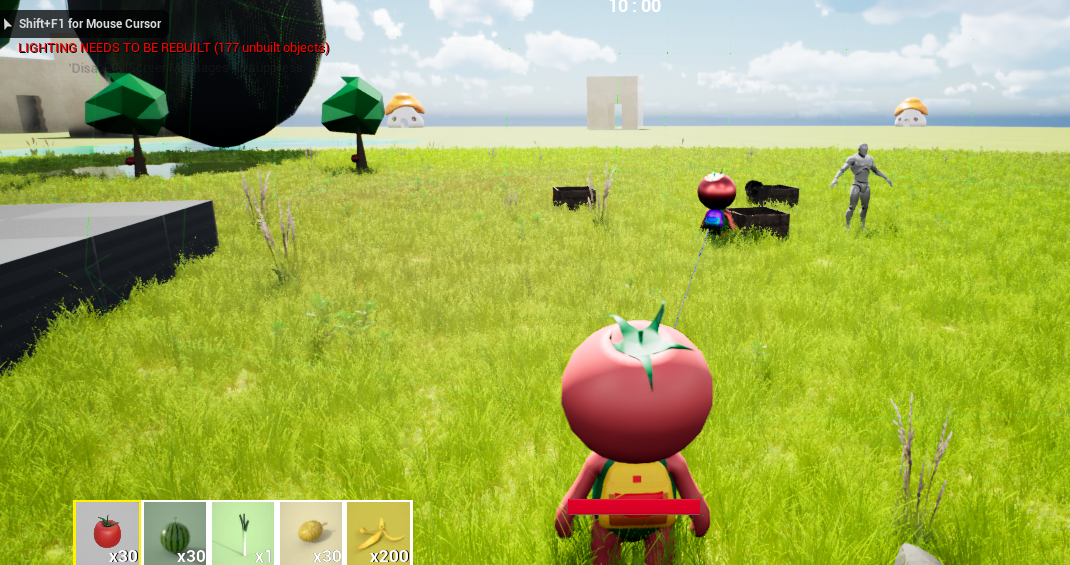 10 : 00
Shift+F1 for Mouse Cursor
LIGHTING NEEDS TO BE REBUILT (177 unbuilt objects)
x30 x30 x1 x30 x200